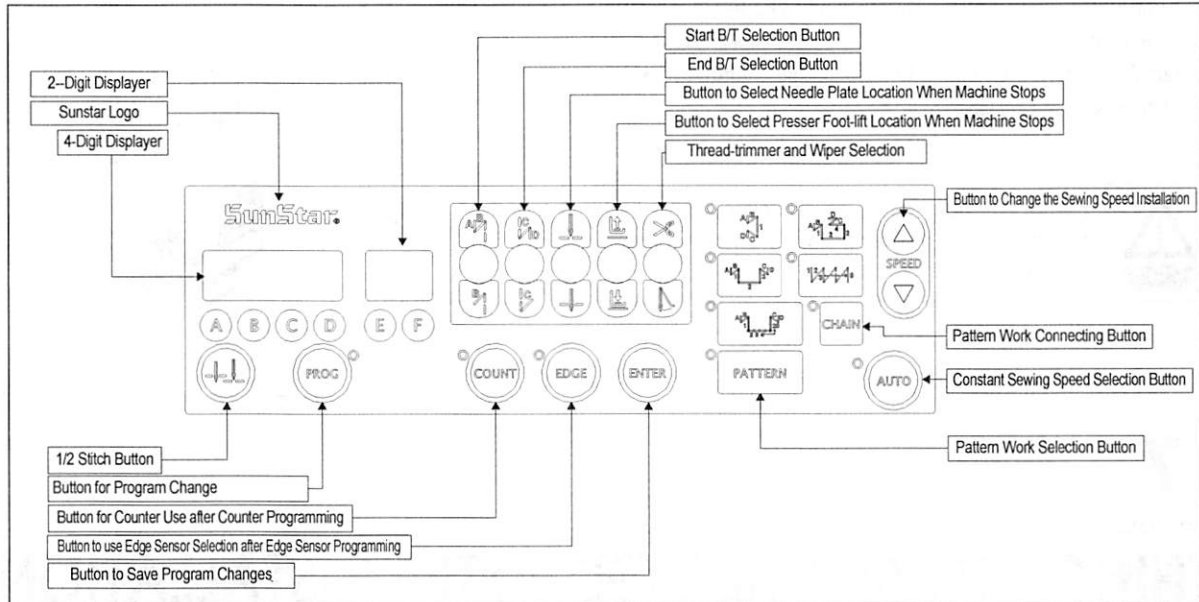 Start B/T Selection Button
End B/T Selection Button
2--Digit Displayer
Button to Select Needle Plate Location When Machine Stops
Sunstar Logo
Button to Select Presser Foot-lift Location When Machine Stops
4-Digit Displayer
Thread-trimmer and Wiper Selection
Button to Change the Sewing Speed Installation
SunStar®
SPEED
A B C D E F
CHAIN
Pattern Work Connecting Button
PROG COUNT EDGE ENTER PATTERN AUTO
Constant Sewing Speed Selection Button
Pattern Work Selection Button
1/2 Stitch Button
Button for Program Change
Button for Counter Use after Counter Programming
Button to use Edge Sensor Selection after Edge Sensor Programming
Button to Save Program Changes